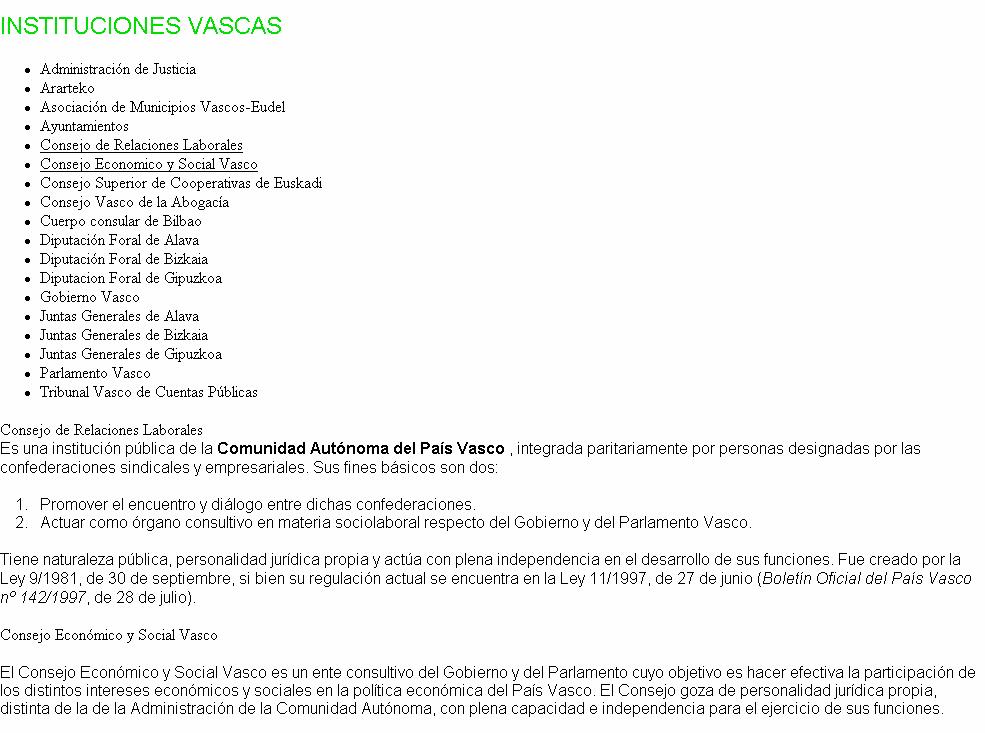 INSTITUCIONES VASCAS
• Administración de Justicia
• Ararteko
• Asociación de Municipios Vascos-Eudel
• Ayuntamientos
• Consejo de Relaciones Laborales
• Consejo Economico y Social Vasco
• Consejo Superior de Cooperativas de Euskadi
• Consejo Vasco de la Abogacía
• Cuerpo consular de Bilbao
• Diputación Foral de Alava
• Diputación Foral de Bizkaia
• Diputacion Foral de Gipuzkoa
• Gobierno Vasco
• Juntas Generales de Alava
• Juntas Generales de Bizkaia
• Juntas Generales de Gipuzkoa
• Parlamento Vasco
• Tribunal Vasco de Cuentas Públicas
Consejo de Relaciones Laborales
Es una institución pública de la Comunidad Autónoma del País Vasco , integrada paritariamente por personas designadas por las
confederaciones sindicales y empresariales. Sus fines básicos son dos:
1. Promover el encuentro y diálogo entre dichas confederaciones.
2. Actuar como órgano consultivo en materia sociolaboral respecto del Gobierno y del Parlamento Vasco.
Tiene naturaleza pública, personalidad jurídica propia y actúa con plena independencia en el desarrollo de sus funciones. Fue creado por la
Ley 9/1981, de 30 de septiembre, si bien su regulación actual se encuentra en la Ley 11/1997, de 27 de junio (Boletín Oficial del País Vasco
nº 142/1997, de 28 de julio).
Consejo Económico y Social Vasco
El Consejo Económico y Social Vasco es un ente consultivo del Gobierno y del Parlamento cuyo objetivo es hacer efectiva la participación de
los distintos intereses económicos y sociales en la política económica del País Vasco. El Consejo goza de personalidad jurídica propia,
distinta de la de la Administración de la Comunidad Autónoma, con plena capacidad e independencia para el ejercicio de sus funciones.